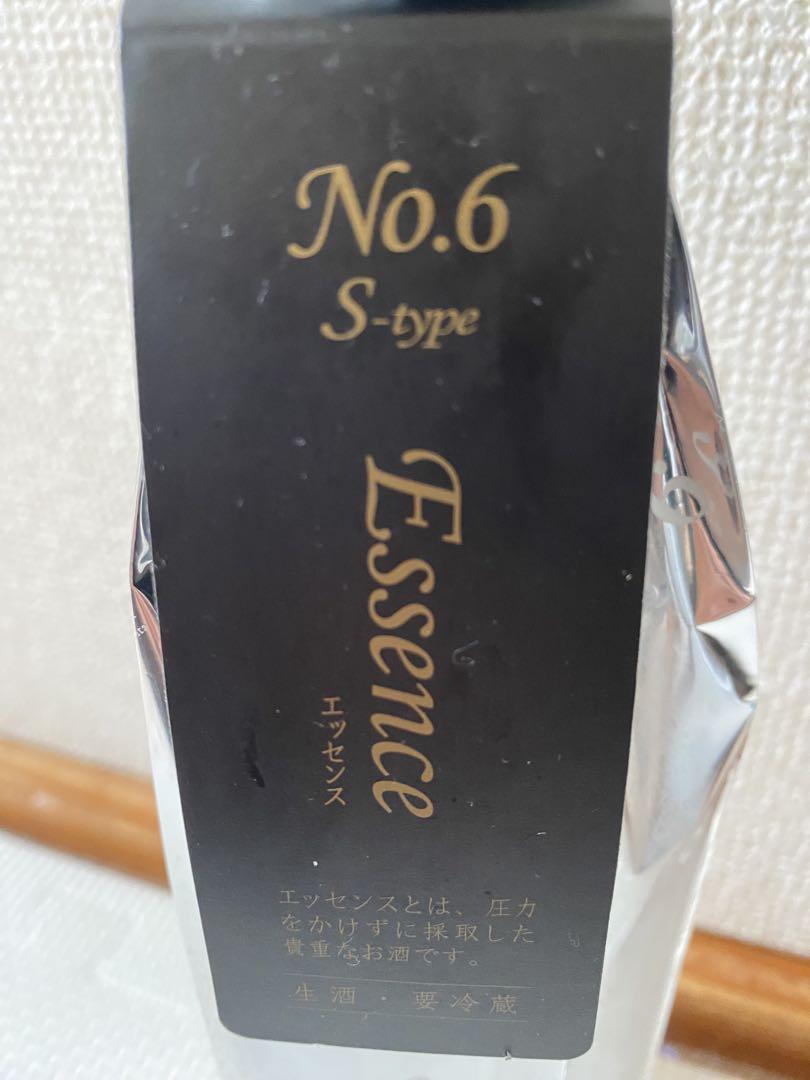 No.6
S-type
Essence
エッセンス
エッセンスとは、圧力
をかけずに採取した
貴重なお酒です。
生酒・要冷蔵